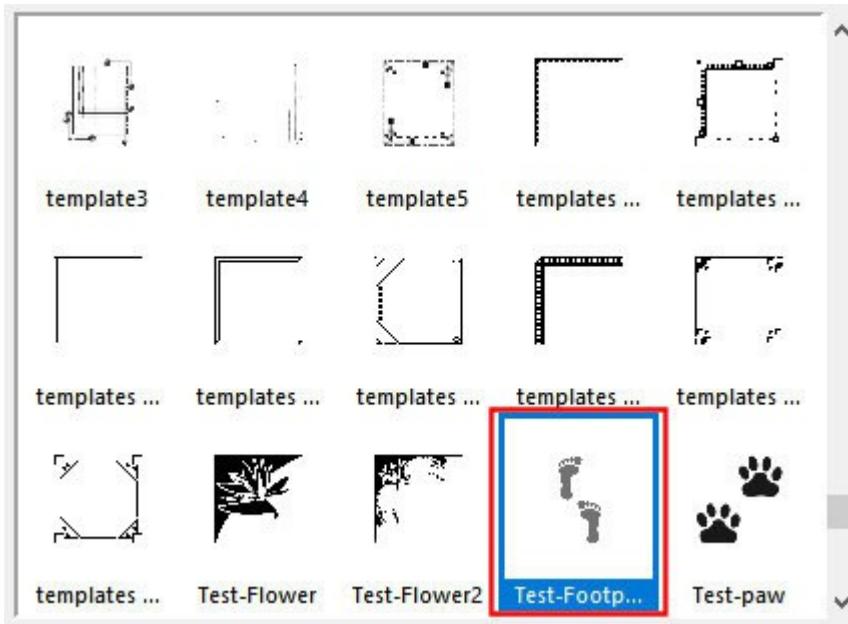 template3 template4 template5 templates ... templates ...
templates ... templates ... templates ... templates ... templates ...
templates ... Test-Flower Test-Flower2 Test-Footp... Test-paw